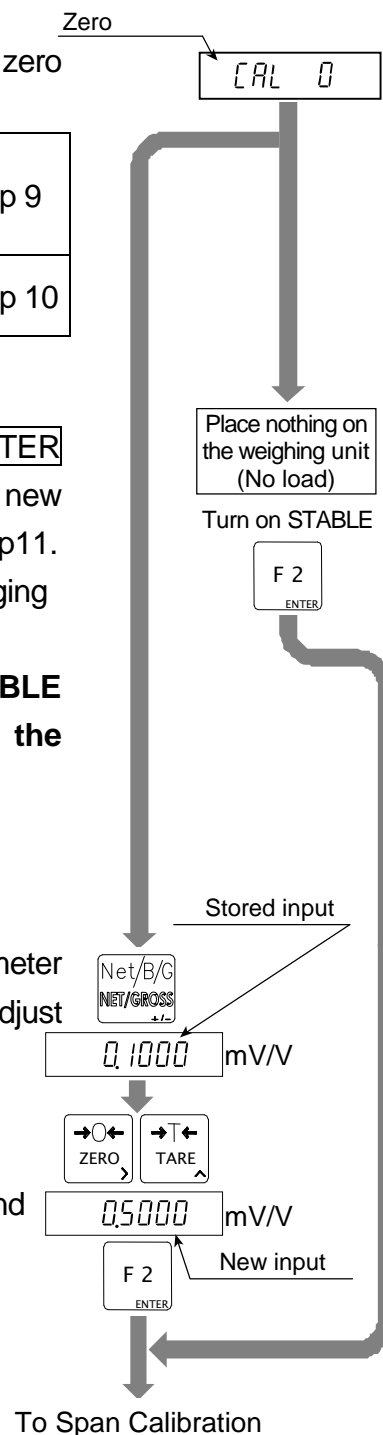 Zero
zero
CAL 0
p 9
p 10
Place nothing on
the weighing unit
(No load)
TER
new
Turn on STABLE
p11.
F 2
ENTER
ging
BLE
the
Stored input
neter
Net/B/G
NET/GROSS
+/-
djust
0.1000 mV/V
→0← →T←
ZERO TARE
nd
0.5000 mV/V
New input
F 2
ENTER
To Span Calibration